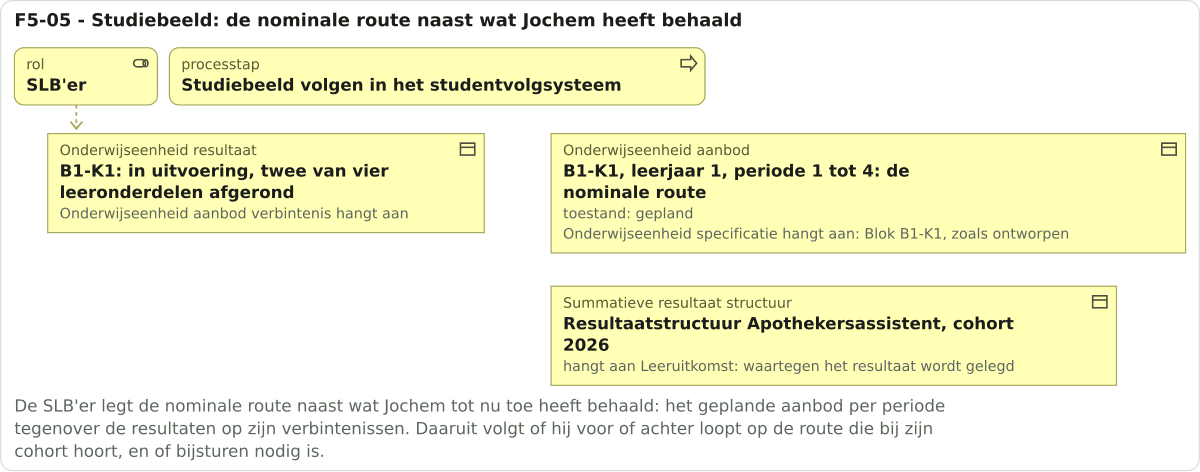 F5-05 - Studiebeeld: de nominale route naast wat Jochem heeft behaald
rol
SLB'er
processtap
Studiebeeld volgen in het studentvolgsysteem
Onderwijseenheid resultaat
B1-K1: in uitvoering, twee van vier
leeronderdelen afgerond
Onderwijseenheid aanbod verbintenis hangt aan
Onderwijseenheid aanbod
B1-K1, leerjaar 1, periode 1 tot 4: de
nominale route
toestand: gepland
Onderwijseenheid specificatie hangt aan: Blok B1-K1, zoals ontworpen
Summatieve resultaat structuur
Resultaatstructuur Apothekersassistent, cohort
2026
hangt aan Leeruitkomst: waartegen het resultaat wordt gelegd
De SLB'er legt de nominale route naast wat Jochem tot nu toe heeft behaald: het geplande aanbod per periode
tegenover de resultaten op zijn verbintenissen. Daaruit volgt of hij voor of achter loopt op de route die bij zijn
cohort hoort, en of bijsturen nodig is.